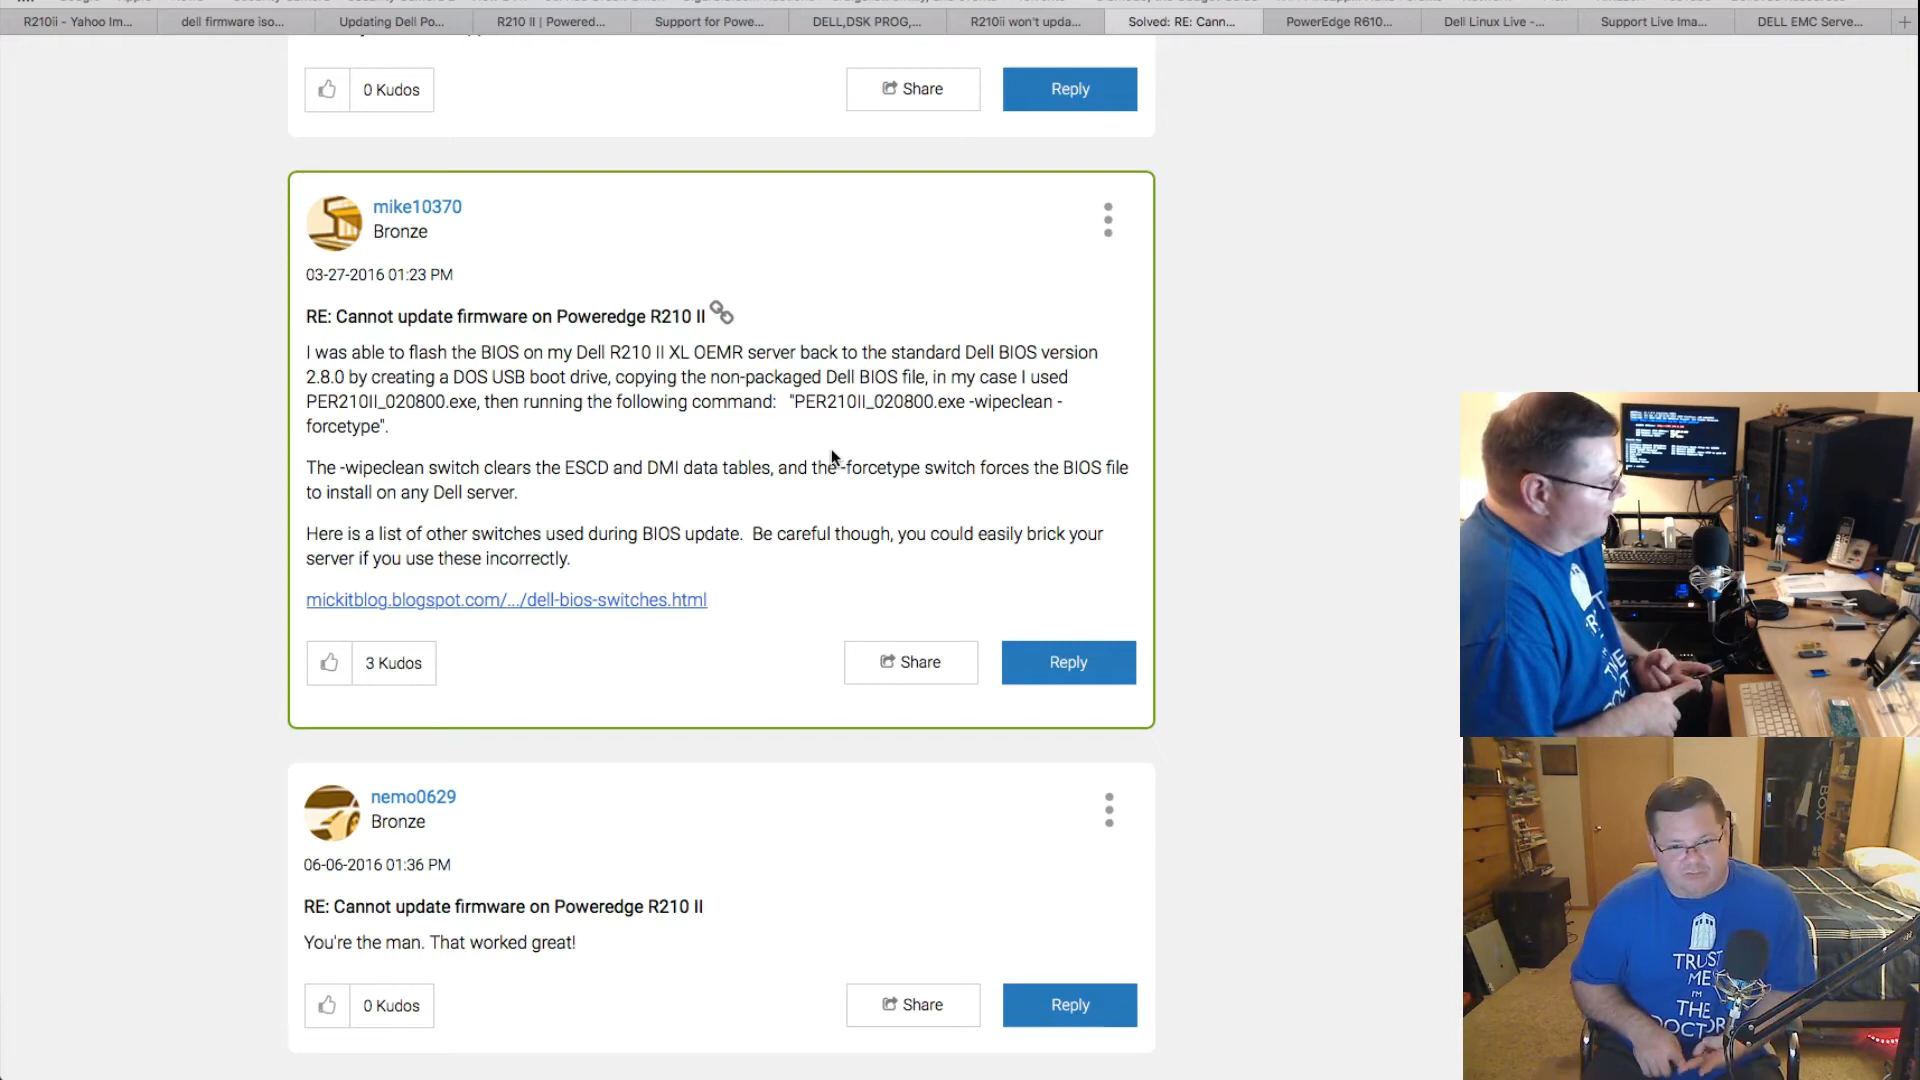 R210ii - Yahoo Im...
dell firmware iso...
Updating Dell Po...
R210 II | Powered...
Support for Powe...
DELL,DSK PROG,...
R210ii won't upda...
Solved: RE: Cann...
PowerEdge R610...
Dell Linux Live -...
Support Live Ima...
DELL EMC Serve...
0 Kudos
Share
Reply
mike10370
Bronze
03-27-2016 01:23 PM
RE: Cannot update firmware on Poweredge R210 II
I was able to flash the BIOS on my Dell R210 II XL OEMR server back to the standard Dell BIOS version
2.8.0 by creating a DOS USB boot drive, copying the non-packaged Dell BIOS file, in my case I used
PER210II_020800.exe, then running the following command: "PER210II_020800.exe -wipeclean -
forcetype".
The -wipeclean switch clears the ESCD and DMI data tables, and the -forcetype switch forces the BIOS file
to install on any Dell server.
Here is a list of other switches used during BIOS update. Be careful though, you could easily brick your
server if you use these incorrectly.
mickitblog.blogspot.com/.../dell-bios-switches.html
3 Kudos
Share
Reply
nemo0629
Bronze
06-06-2016 01:36 PM
RE: Cannot update firmware on Poweredge R210 II
You're the man. That worked great!
0 Kudos
Share
Reply
TRUST
ME
I'M
THE
DOCTOR